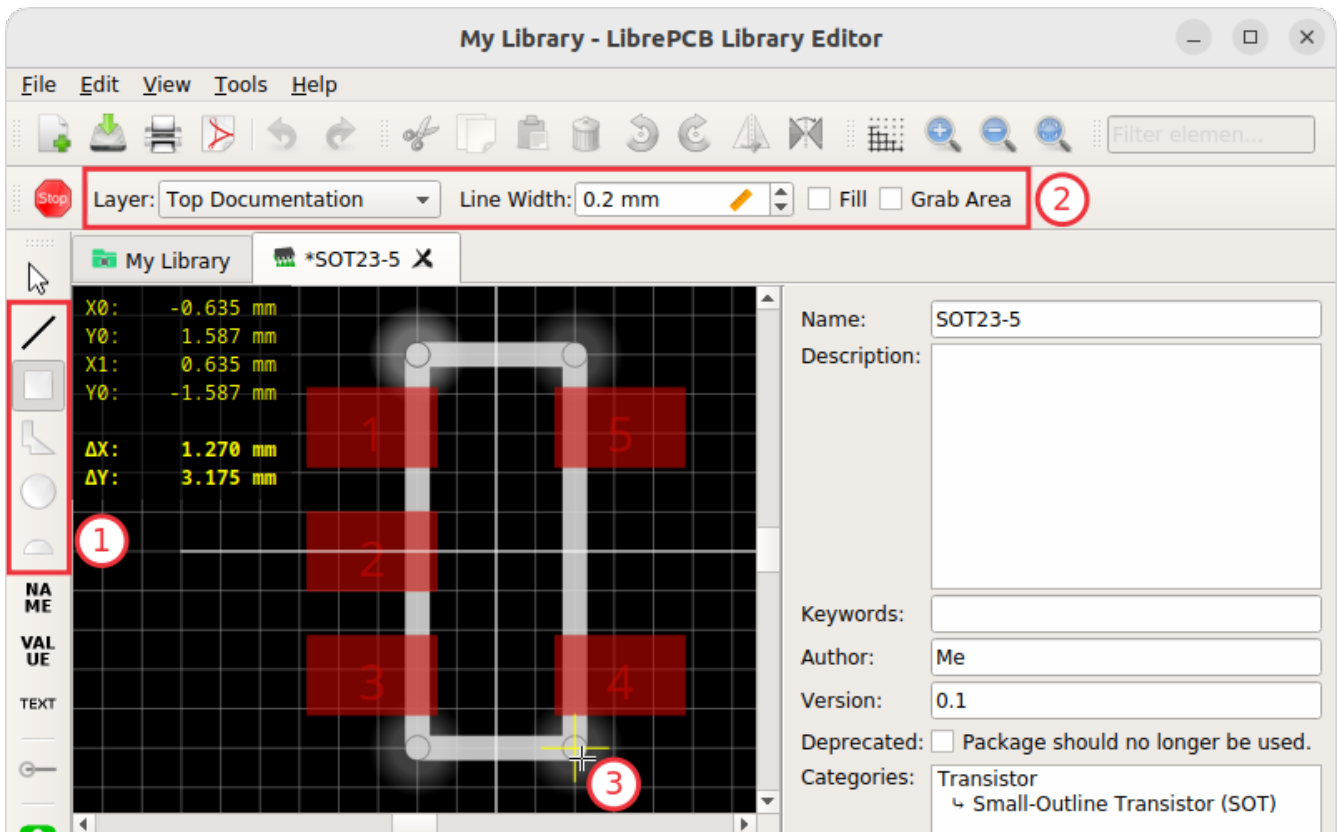 My Library - LibrePCB Library Editor
File Edit View Tools Help
Filter elemen...
Stop Layer: Top Documentation Line Width: 0.2 mm Fill Grab Area 2
My Library *SOT23-5
X0: -0.635 mm
Y0: 1.587 mm
X1: 0.635 mm
Y0: -1.587 mm
ΔX: 1.270 mm
ΔY: 3.175 mm
1 5
2
3 4
1
3
NA
ME
VAL
UE
TEXT
Name: SOT23-5
Description:
Keywords:
Author: Me
Version: 0.1
Deprecated: Package should no longer be used.
Categories: Transistor
↳ Small-Outline Transistor (SOT)